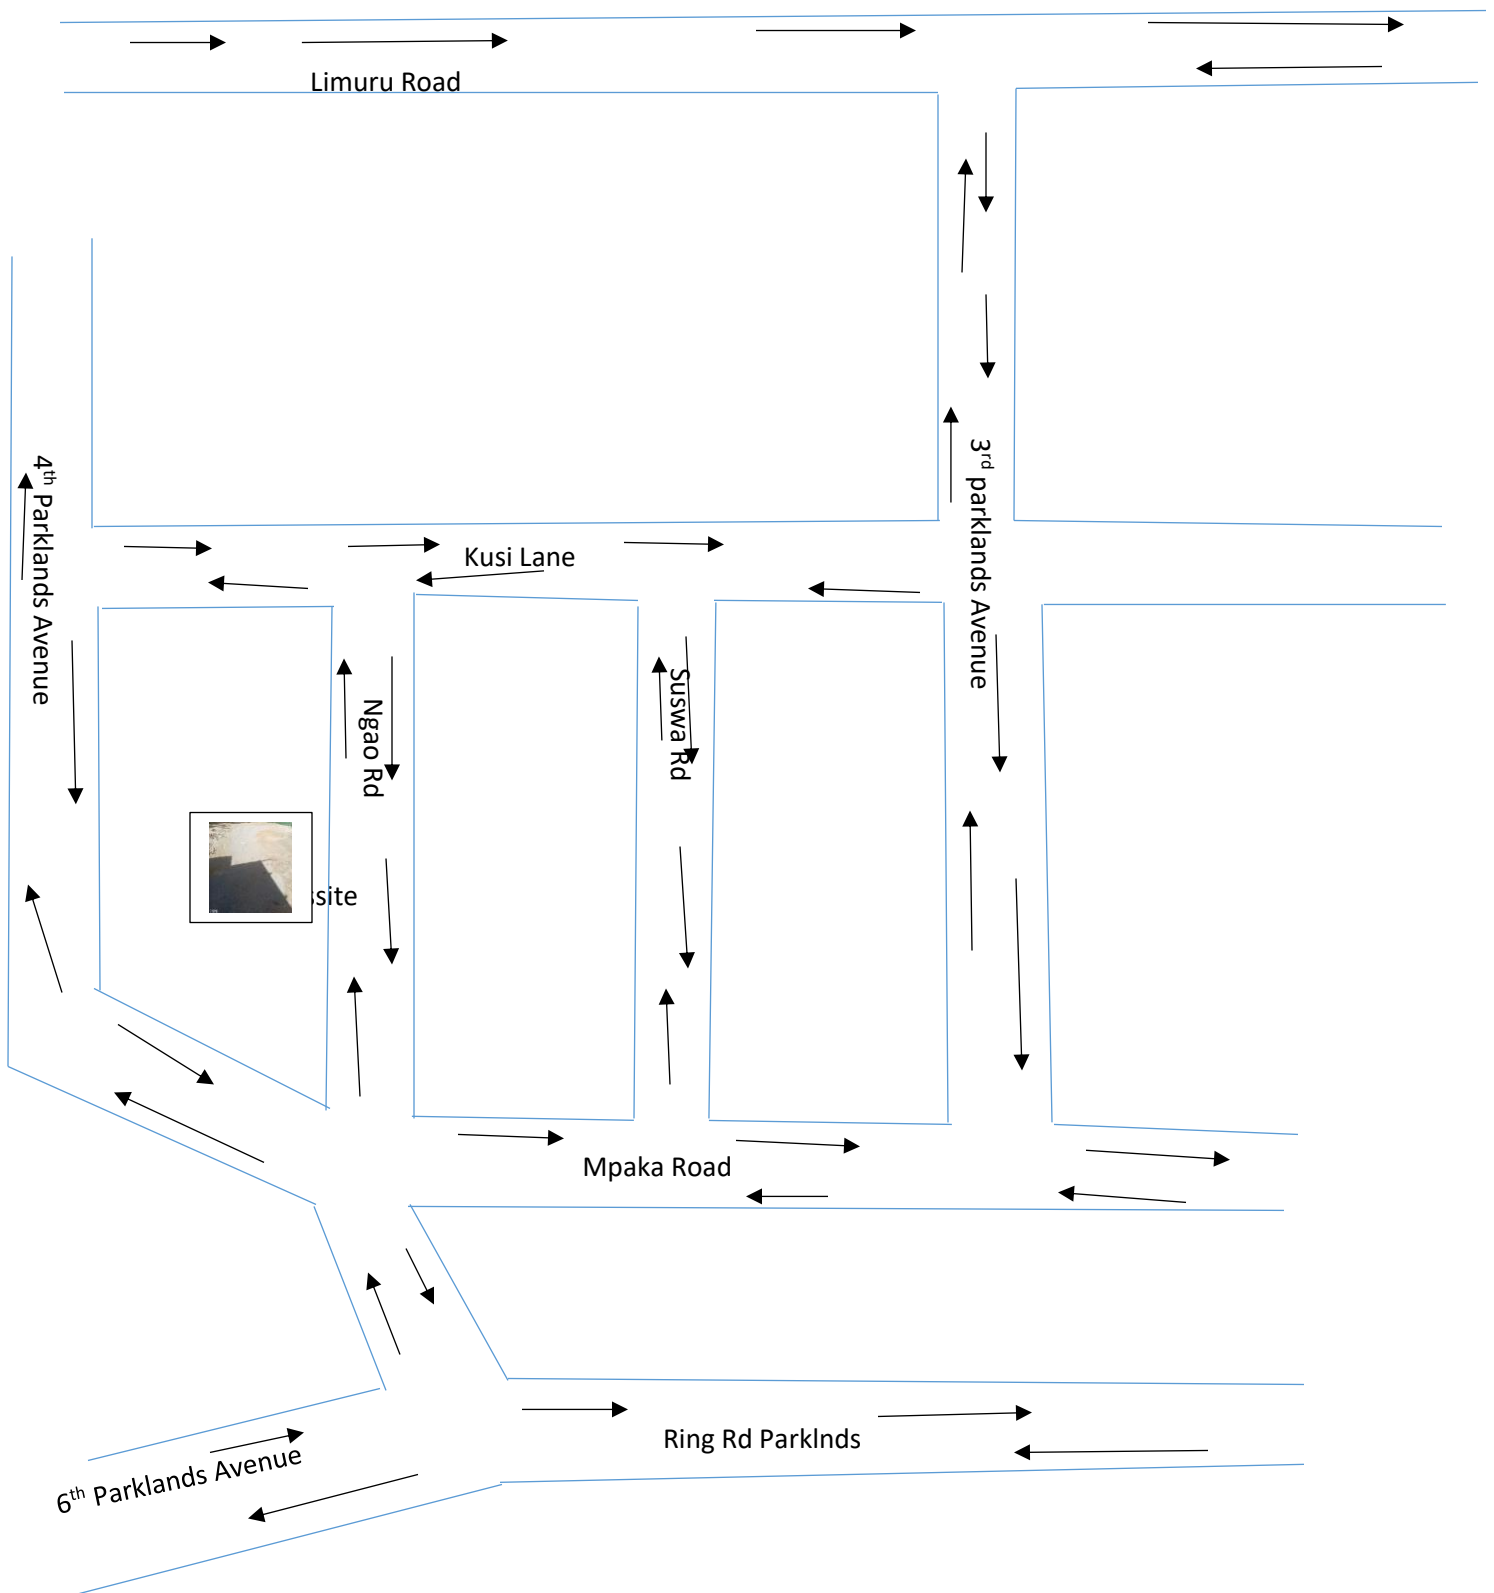 Limuru Road
4th Parklands Avenue
3rd parklands Avenue
Kusi Lane
Ngao Rd
Suswa Rd
Mpaka Road
Ring Rd Parklnds
6th Parklands Avenue